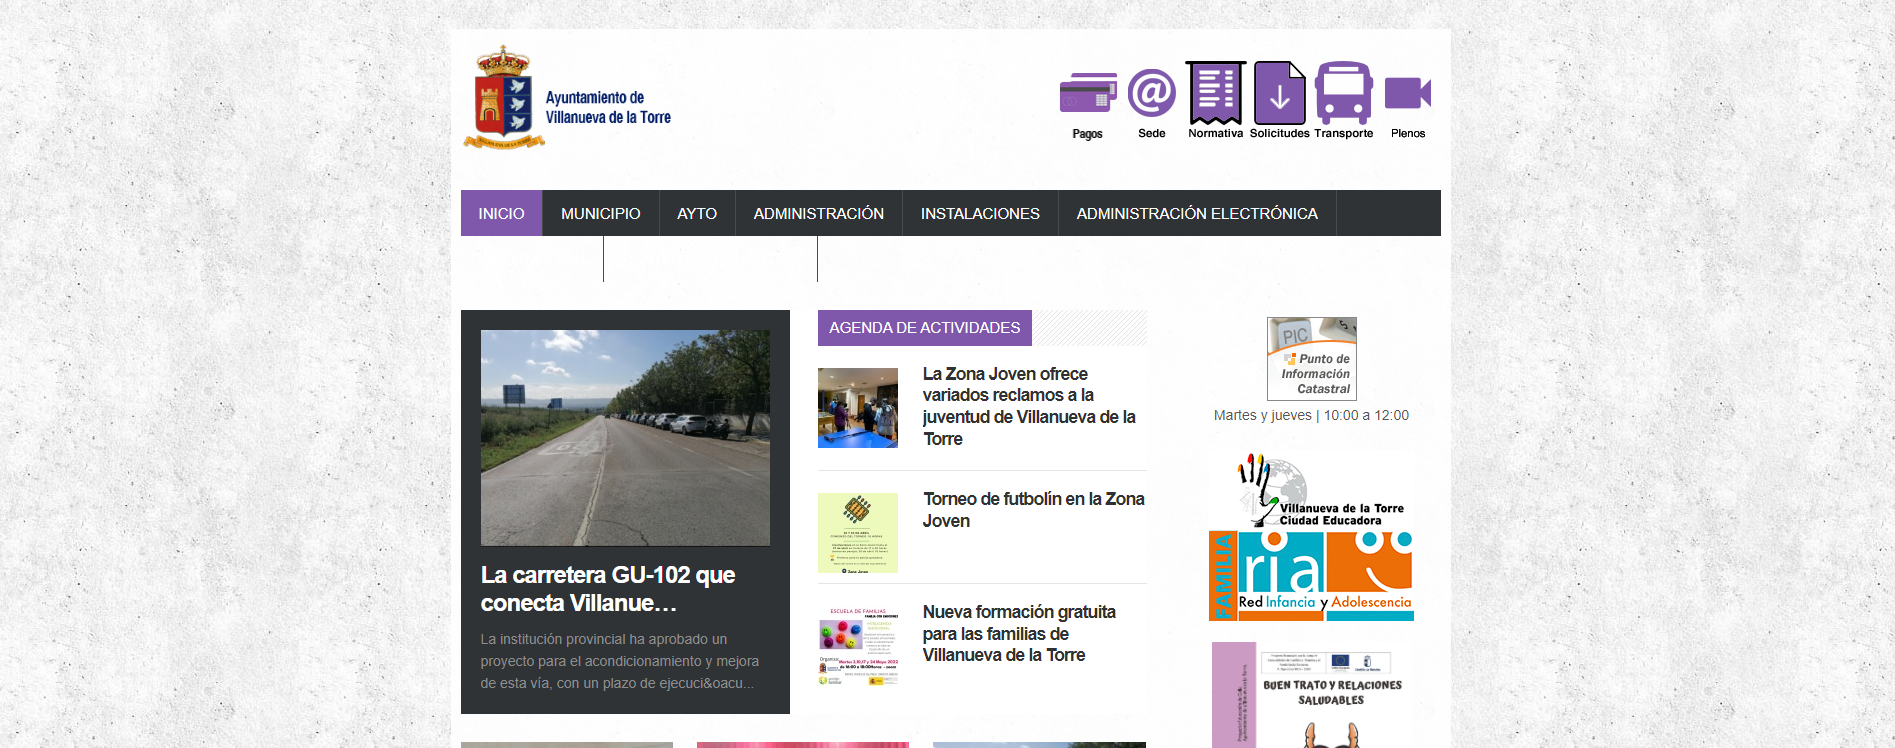 Ayuntamiento de
Villanueva de la Torre
Pagos
Sede
Normativa
Solicitudes
Transporte
Plenos
INICIO
MUNICIPIO
AYTO
ADMINISTRACIÓN
INSTALACIONES
ADMINISTRACIÓN ELECTRÓNICA
La carretera GU-102 que
conecta Villanue…
La institución provincial ha aprobado un
proyecto para el acondicionamiento y mejora
de esta vía, con un plazo de ejecuci&oacu...
AGENDA DE ACTIVIDADES
La Zona Joven ofrece
variados reclamos a la
juventud de Villanueva de la
Torre
Torneo de futbolín en la Zona
Joven
Zona Joven
Nueva formación gratuita
para las familias de
Villanueva de la Torre
ESCUELA DE FAMILIAS
PIC
Punto de
Información
Catastral
Martes y jueves | 10:00 a 12:00
Villanueva de la Torre
Ciudad Educadora
FAMILIA
ria
Red Infancia y Adolescencia
BUEN TRATO Y RELACIONES
SALUDABLES